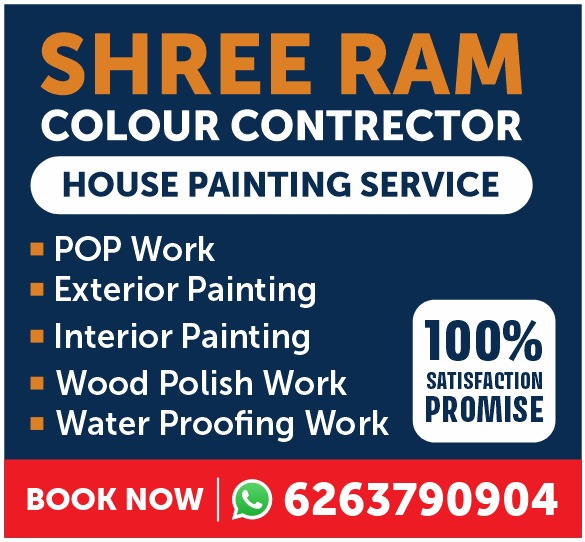 SHREE RAM
COLOUR CONTRECTOR
HOUSE PAINTING SERVICE
POP Work
Exterior Painting
Interior Painting
Wood Polish Work
Water Proofing Work
100%
SATISFACTION
PROMISE
BOOK NOW | 6263790904